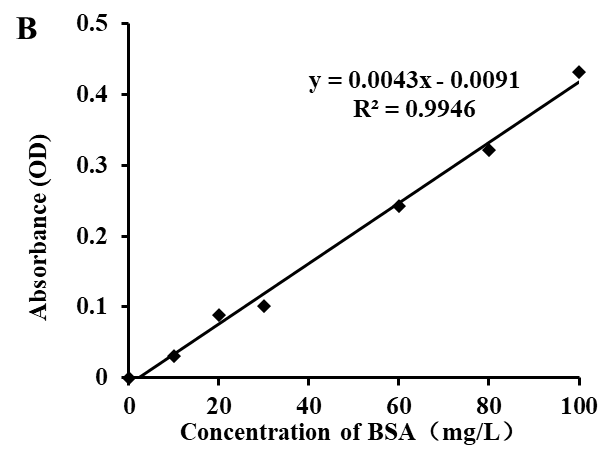 B
0.5
0.4
0.3
0.2
0.1
0
y = 0.0043x - 0.0091
R² = 0.9946
Absorbance (OD)
0 20 40 60 80 100
Concentration of BSA（mg/L）